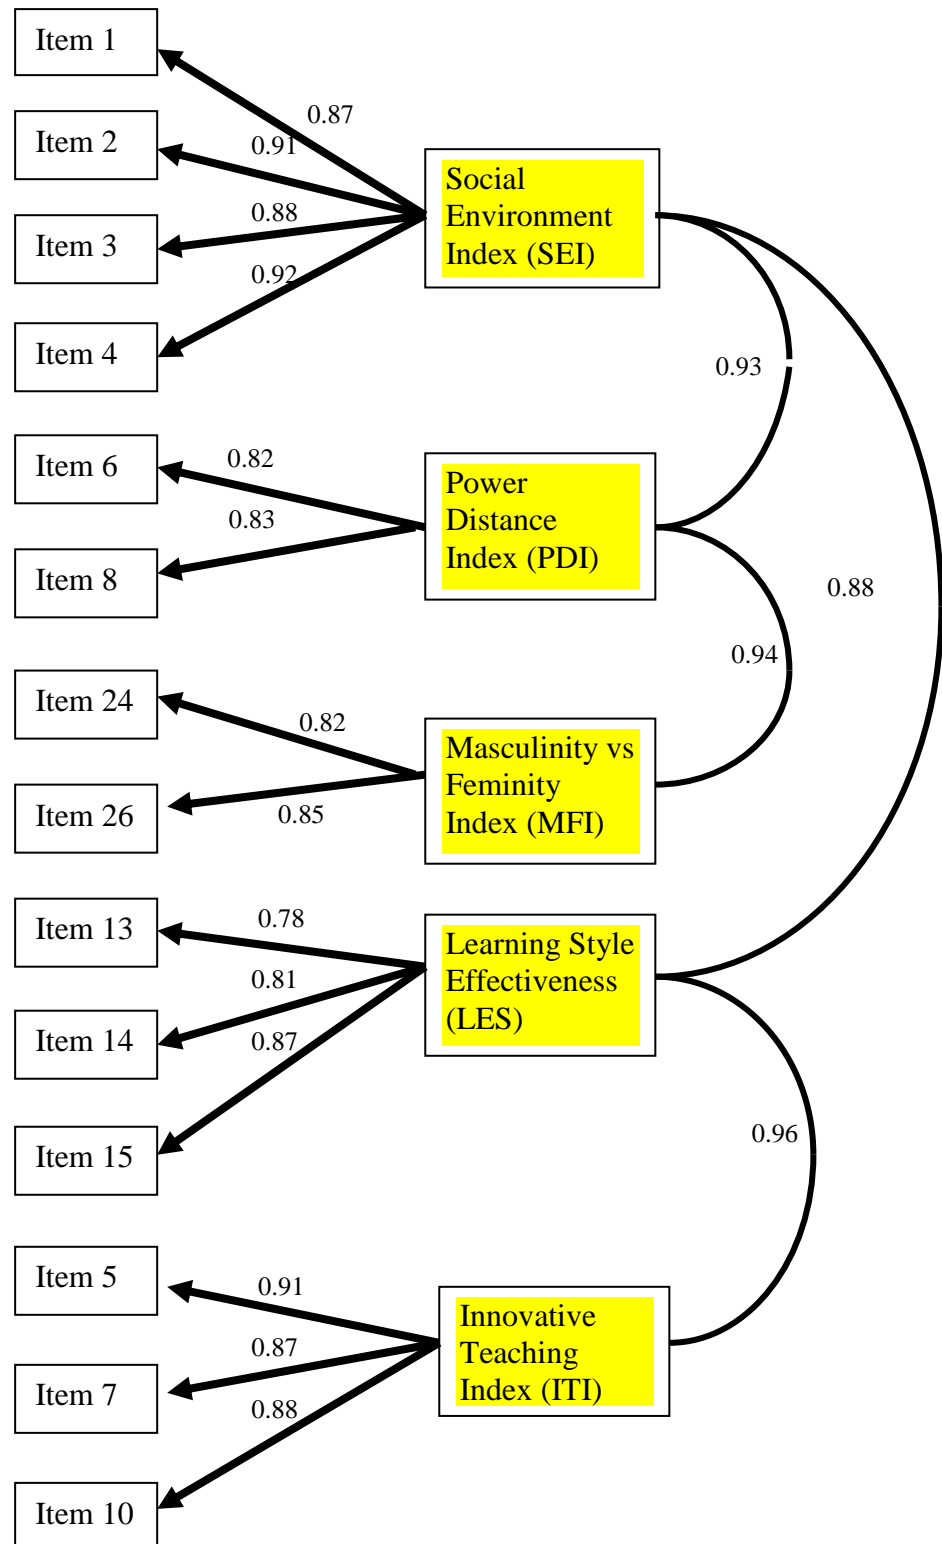 Item 1
0.87
Item 2
0.91
Social
Environment
Index (SEI)
Item 3
0.88
0.92
Item 4
0.93
Item 6
0.82
Power
Distance
Index (PDI)
0.83
Item 8
0.88
0.94
Item 24
0.82
Masculinity vs
Feminity
Index (MFI)
Item 26
0.85
Item 13
0.78
Learning Style
Effectiveness
(LES)
0.81
Item 14
0.87
Item 15
0.96
Item 5
0.91
Innovative
Teaching
Index (ITI)
0.87
Item 7
0.88
Item 10